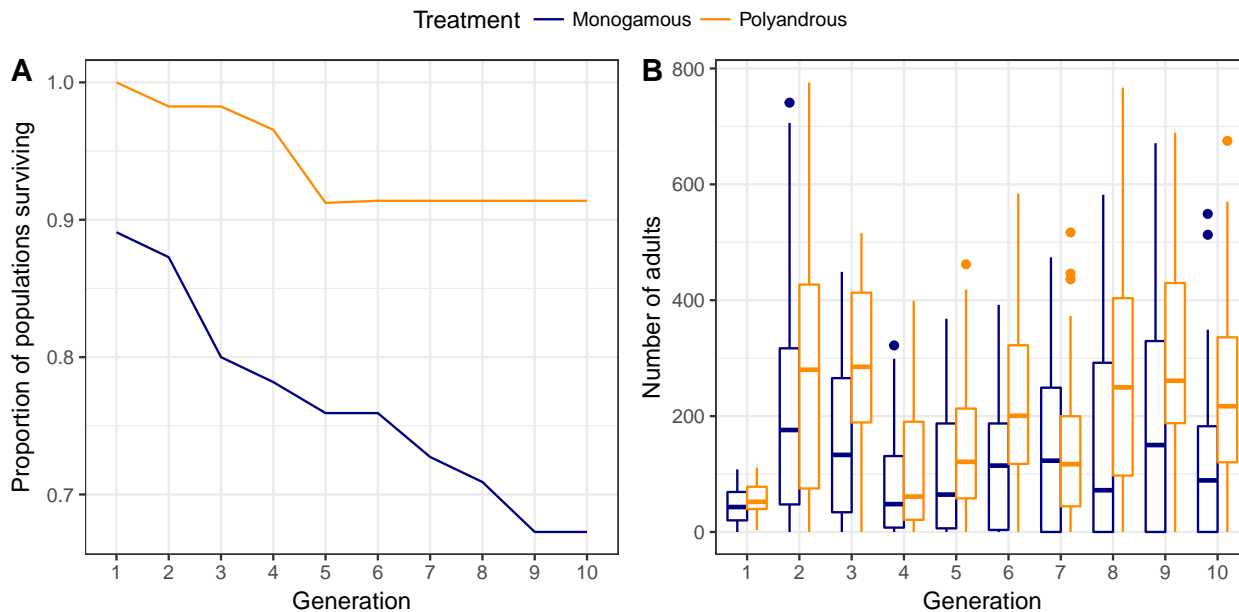 Treatment Monogamous Polyandrous
A
Proportion of populations surviving
1.0
0.9
0.8
0.7
1 2 3 4 5 6 7 8 9 10
Generation
B
Number of adults
800
600
400
200
0
1 2 3 4 5 6 7 8 9 10
Generation